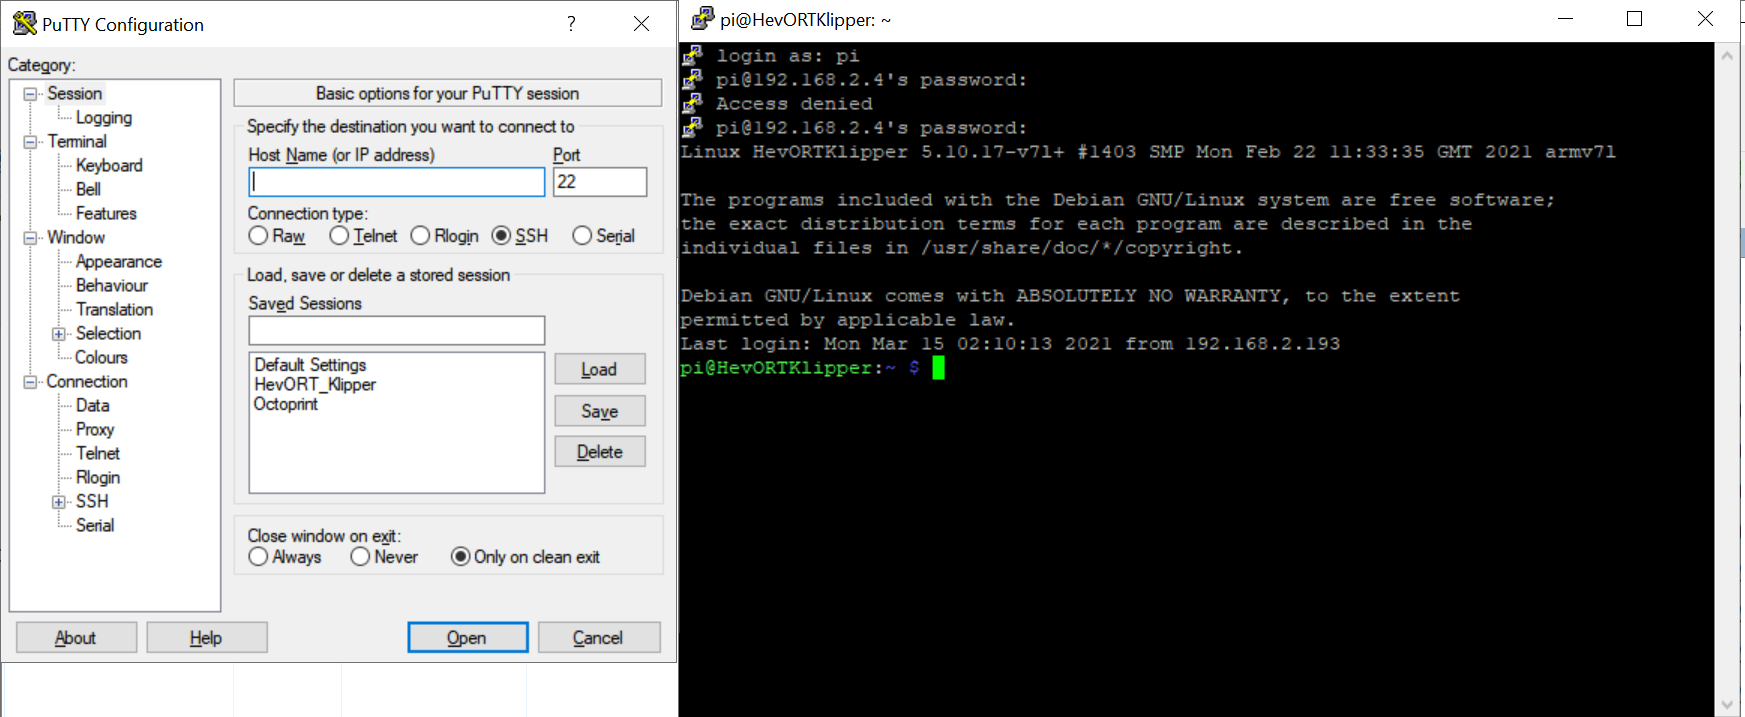 PuTTY Configuration
?
Category:
Session
Logging
Terminal
Keyboard
Bell
Features
Window
Appearance
Behaviour
Translation
Selection
Colours
Connection
Data
Proxy
Telnet
Rlogin
SSH
Serial
Basic options for your PuTTY session
Specify the destination you want to connect to
Host Name (or IP address) Port
22
Connection type:
Raw Telnet Rlogin SSH Serial
Load, save or delete a stored session
Saved Sessions
Default Settings
HevORT_Klipper
Octoprint
Load
Save
Delete
Close window on exit:
Always Never Only on clean exit
About Help Open Cancel
pi@HevORTKlipper: ~
login as: pi
pi@192.168.2.4's password:
Access denied
pi@192.168.2.4's password:
Linux HevORTKlipper 5.10.17-v7l+ #1403 SMP Mon Feb 22 11:33:35 GMT 2021 armv7l
The programs included with the Debian GNU/Linux system are free software;
the exact distribution terms for each program are described in the
individual files in /usr/share/doc/*/copyright.
Debian GNU/Linux comes with ABSOLUTELY NO WARRANTY, to the extent
permitted by applicable law.
Last login: Mon Mar 15 02:10:13 2021 from 192.168.2.193
pi@HevORTKlipper:~ $